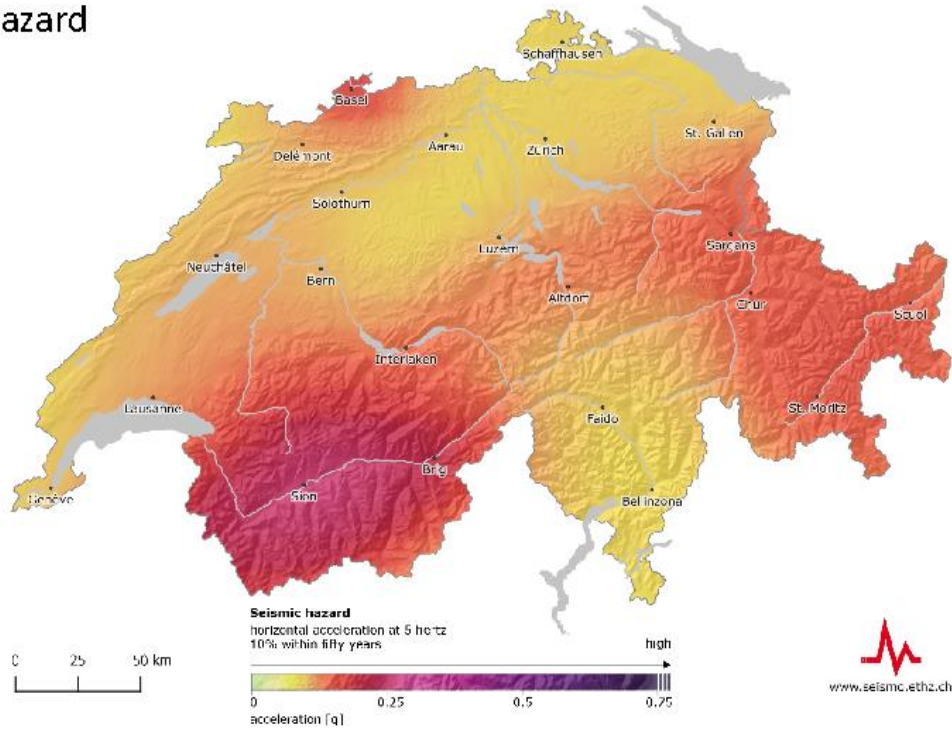 azard
Schaffhausen
Basel
St. Gallen
Aarau
Zürich
Delémont
Solothurn
Sargans
Luzern
Neuchâtel
Bern
Altdorf
Chur
Scuol
Interlaken
Lausanne
Faido
St. Moritz
Brig
Sion
Genève
Bellinzona
Seismic hazard
horizontal acceleration at 5 hertz
10% within fifty years
high
0 25 50 km
www.seismo.ethz.ch
0 0.25 0.5 0.75
acceleration [g]